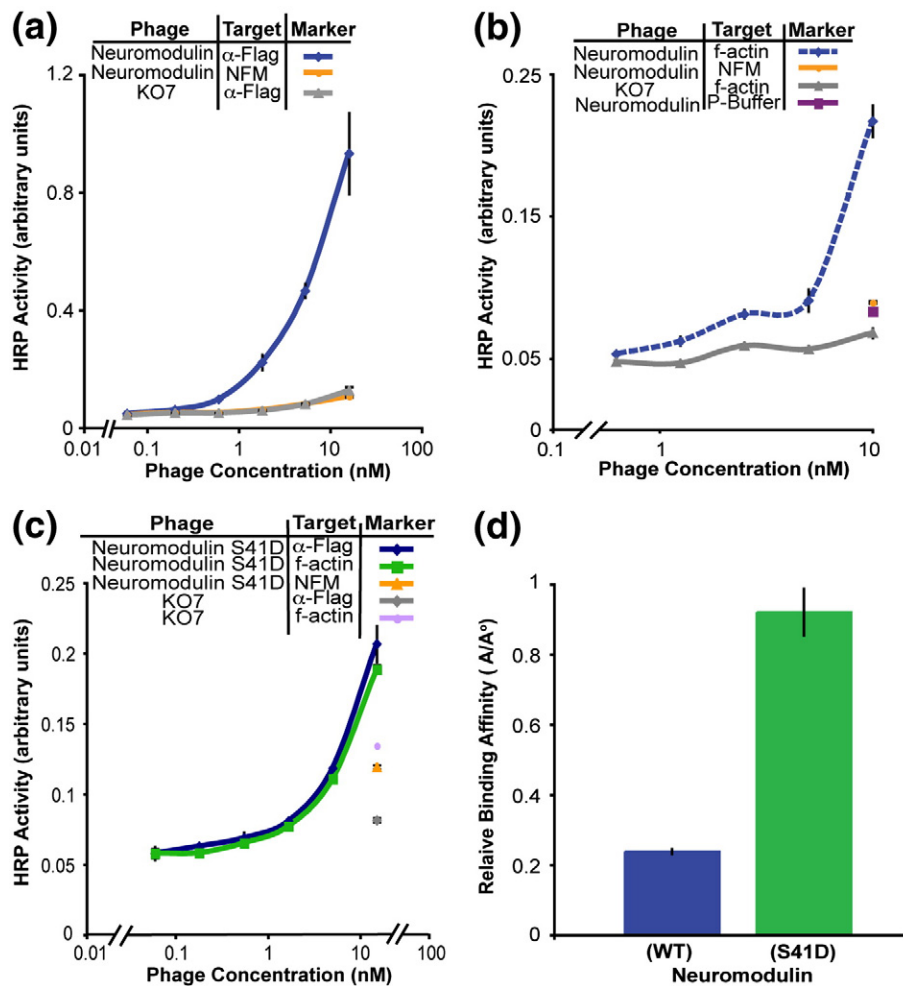 (a)
Phage Target Marker
Neuromodulin α-Flag
Neuromodulin NFM
KO7 α-Flag
1.2
0.8
0.4
0
HRP Activity (arbitrary units)
0.01 0.1 1 10 100
Phage Concentration (nM)
(b)
Phage Target Marker
Neuromodulin f-actin
Neuromodulin NFM
KO7 f-actin
Neuromodulin P-Buffer
0.25
0.15
0.05
0
HRP Activity (arbitrary units)
0.1 1 10
Phage Concentration (nM)
(c)
Phage Target Marker
Neuromodulin S41D α-Flag
Neuromodulin S41D f-actin
Neuromodulin S41D NFM
KO7 α-Flag
KO7 f-actin
0.25
0.2
0.15
0.1
0.05
0
HRP Activity (arbitrary units)
0.01 0.1 1 10 100
Phage Concentration (nM)
(d)
1
0.8
0.6
0.4
0.2
0
Relaive Binding Affinity ( A/Aº)
(WT) (S41D)
Neuromodulin